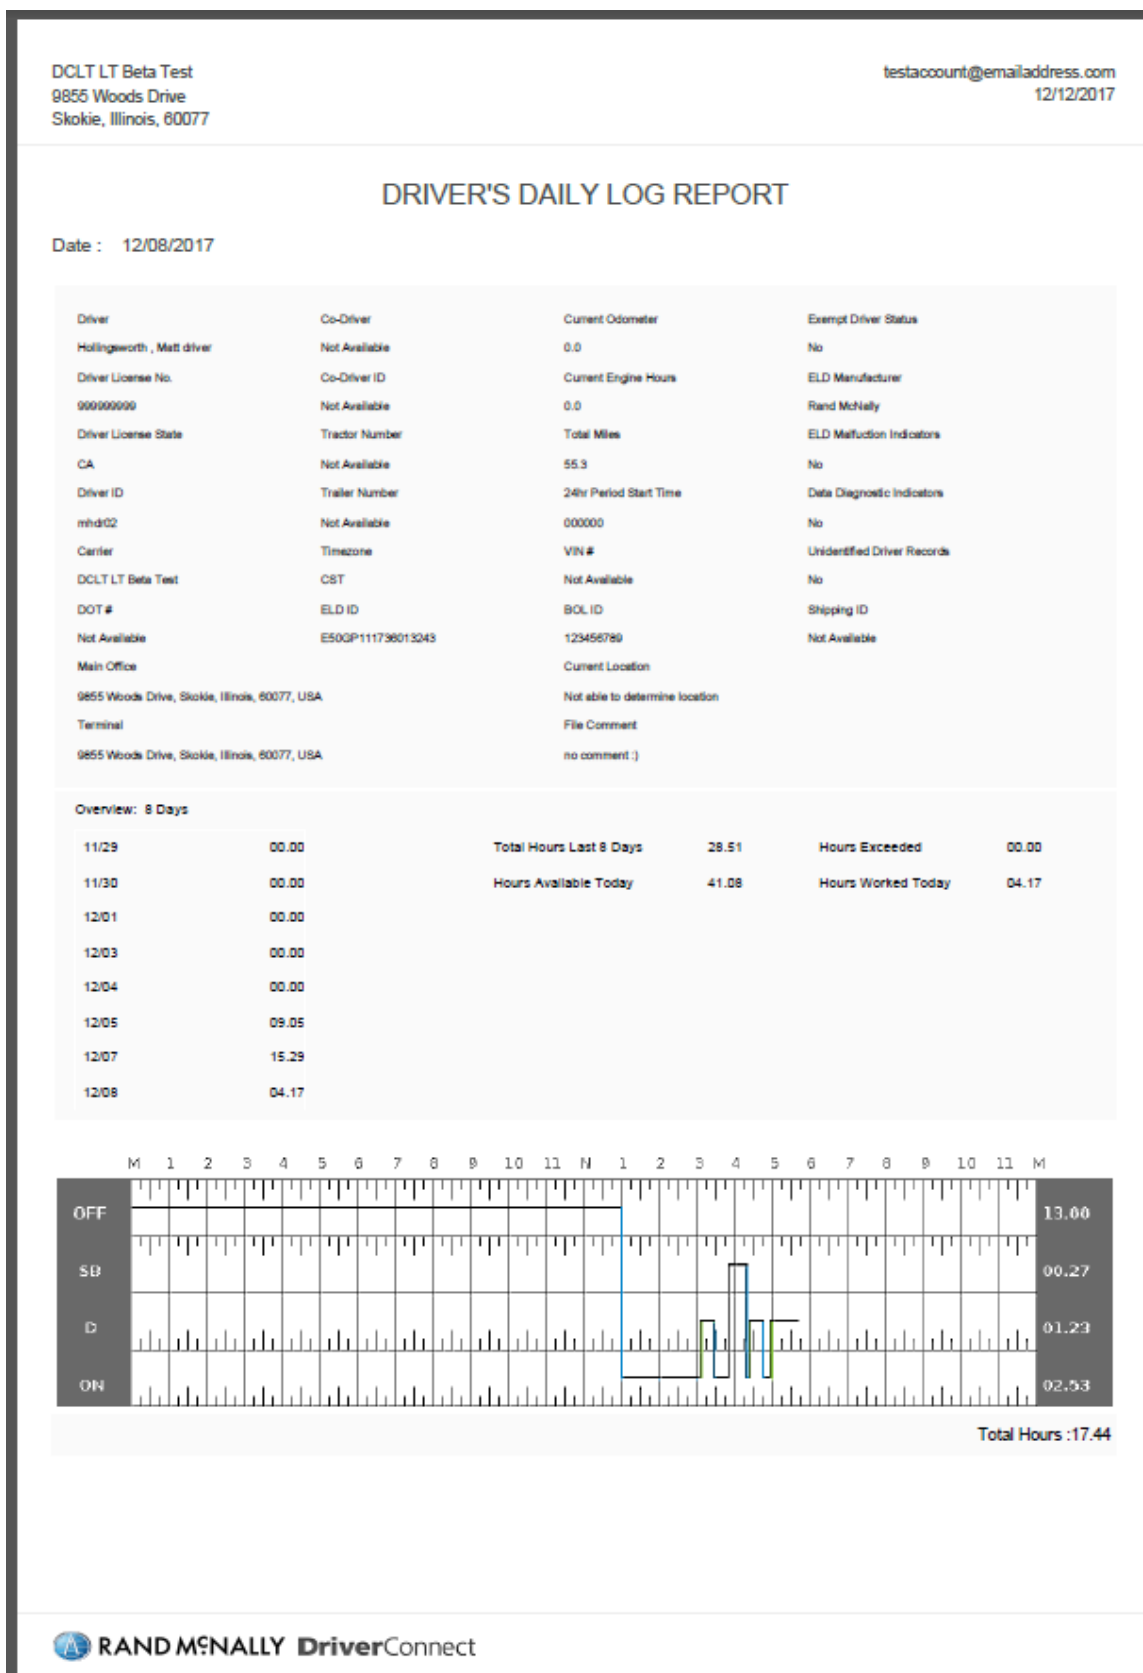 DCLT LT Beta Test
9855 Woods Drive
Skokie, Illinois, 60077
testaccount@emailaddress.com
12/12/2017
DRIVER'S DAILY LOG REPORT
Date : 12/08/2017
Driver Co-Driver Current Odometer Exempt Driver Status
Hollingsworth , Matt driver Not Available 0.0 No
Driver License No. Co-Driver ID Current Engine Hours ELD Manufacturer
999999999 Not Available 0.0 Rand McNally
Driver License State Tractor Number Total Miles ELD Malfuction Indicators
CA Not Available 55.3 No
Driver ID Trailer Number 24hr Period Start Time Data Diagnostic Indicators
mhdr02 Not Available 000000 No
Carrier Timezone VIN # Unidentified Driver Records
DCLT LT Beta Test CST Not Available No
DOT # ELD ID BOL ID Shipping ID
Not Available E50GP111736013243 123456789 Not Available
Main Office Current Location
9855 Woods Drive, Skokie, Illinois, 60077, USA Not able to determine location
Terminal File Comment
9855 Woods Drive, Skokie, Illinois, 60077, USA no comment :)
Overview: 8 Days
11/29 00.00 Total Hours Last 8 Days 28.51 Hours Exceeded 00.00
11/30 00.00 Hours Available Today 41.08 Hours Worked Today 04.17
12/01 00.00
12/03 00.00
12/04 00.00
12/05 09.05
12/07 15.29
12/08 04.17
M 1 2 3 4 5 6 7 8 9 10 11 N 1 2 3 4 5 6 7 8 9 10 11 M
OFF 13.00
SB 00.27
D 01.23
ON 02.53
Total Hours :17.44
RAND McNALLY DriverConnect